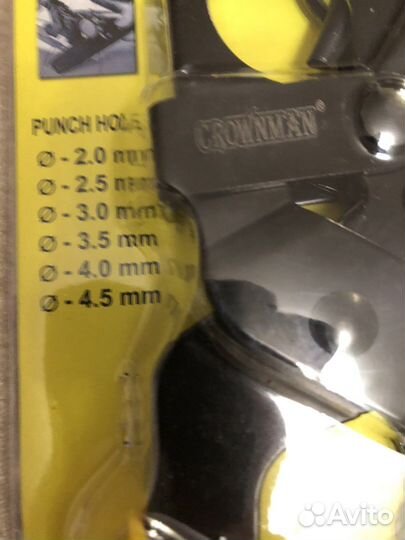 PUNCH HOLE
Ø - 2.0 mm
Ø - 2.5 mm
Ø - 3.0 mm
Ø - 3.5 mm
Ø - 4.0 mm
Ø - 4.5 mm
CROWNMAN®
Avito